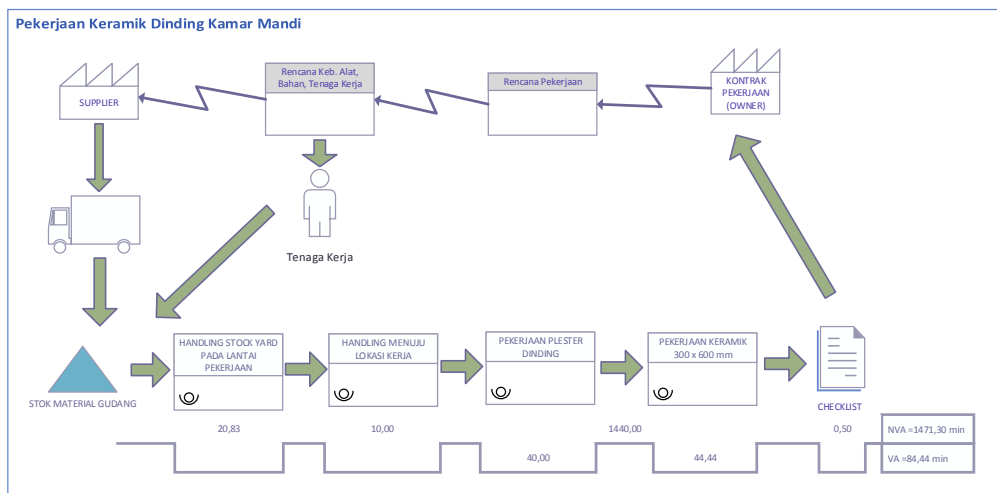 Pekerjaan Keramik Dinding Kamar Mandi
SUPPLIER
Rencana Keb. Alat,
Bahan, Tenaga Kerja
Rencana Pekerjaan
KONTRAK
PEKERJAAN
(OWNER)
Tenaga Kerja
STOK MATERIAL GUDANG
HANDLING STOCK YARD
PADA LANTAI
PEKERJAAN
HANDLING MENUJU
LOKASI KERJA
PEKERJAAN PLESTER
DINDING
PEKERJAAN KERAMIK
300 x 600 mm
CHECKLIST
20,83
10,00
1440,00
0,50
NVA =1471,30 min
40,00
44,44
VA =84,44 min